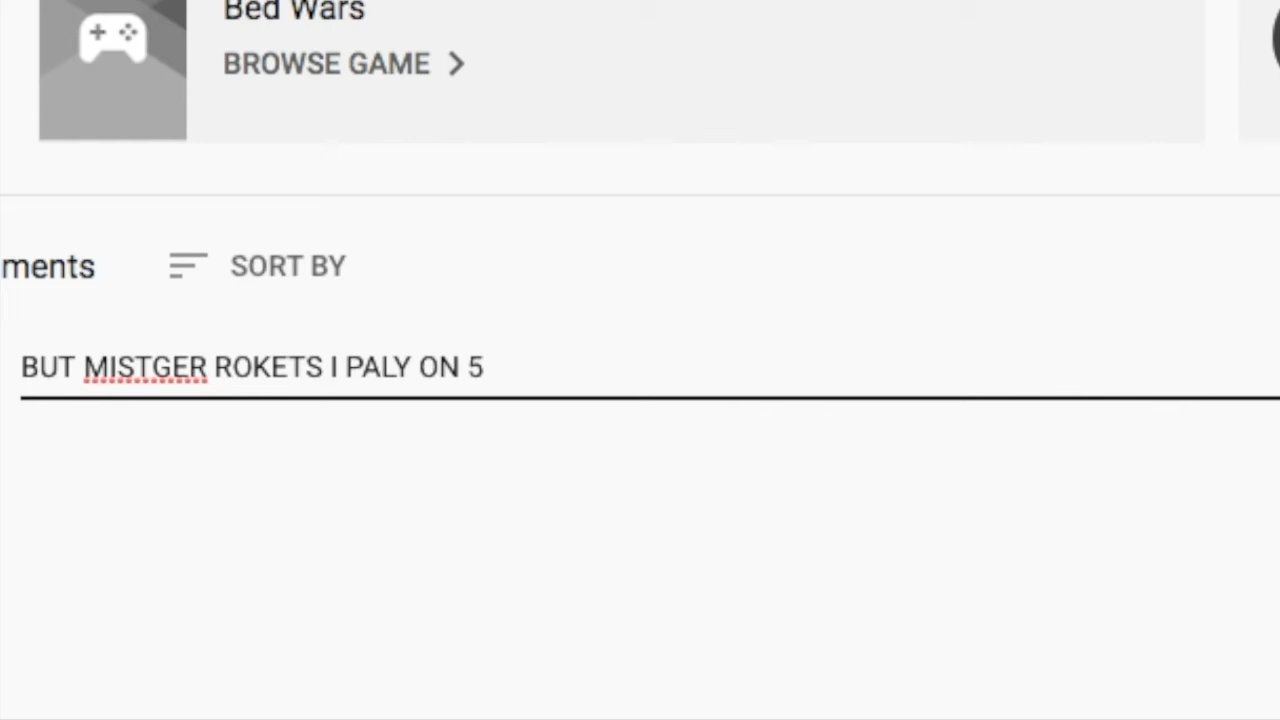 Bed Wars
BROWSE GAME
ments
SORT BY
BUT MISTGER ROKETS I PALY ON 5